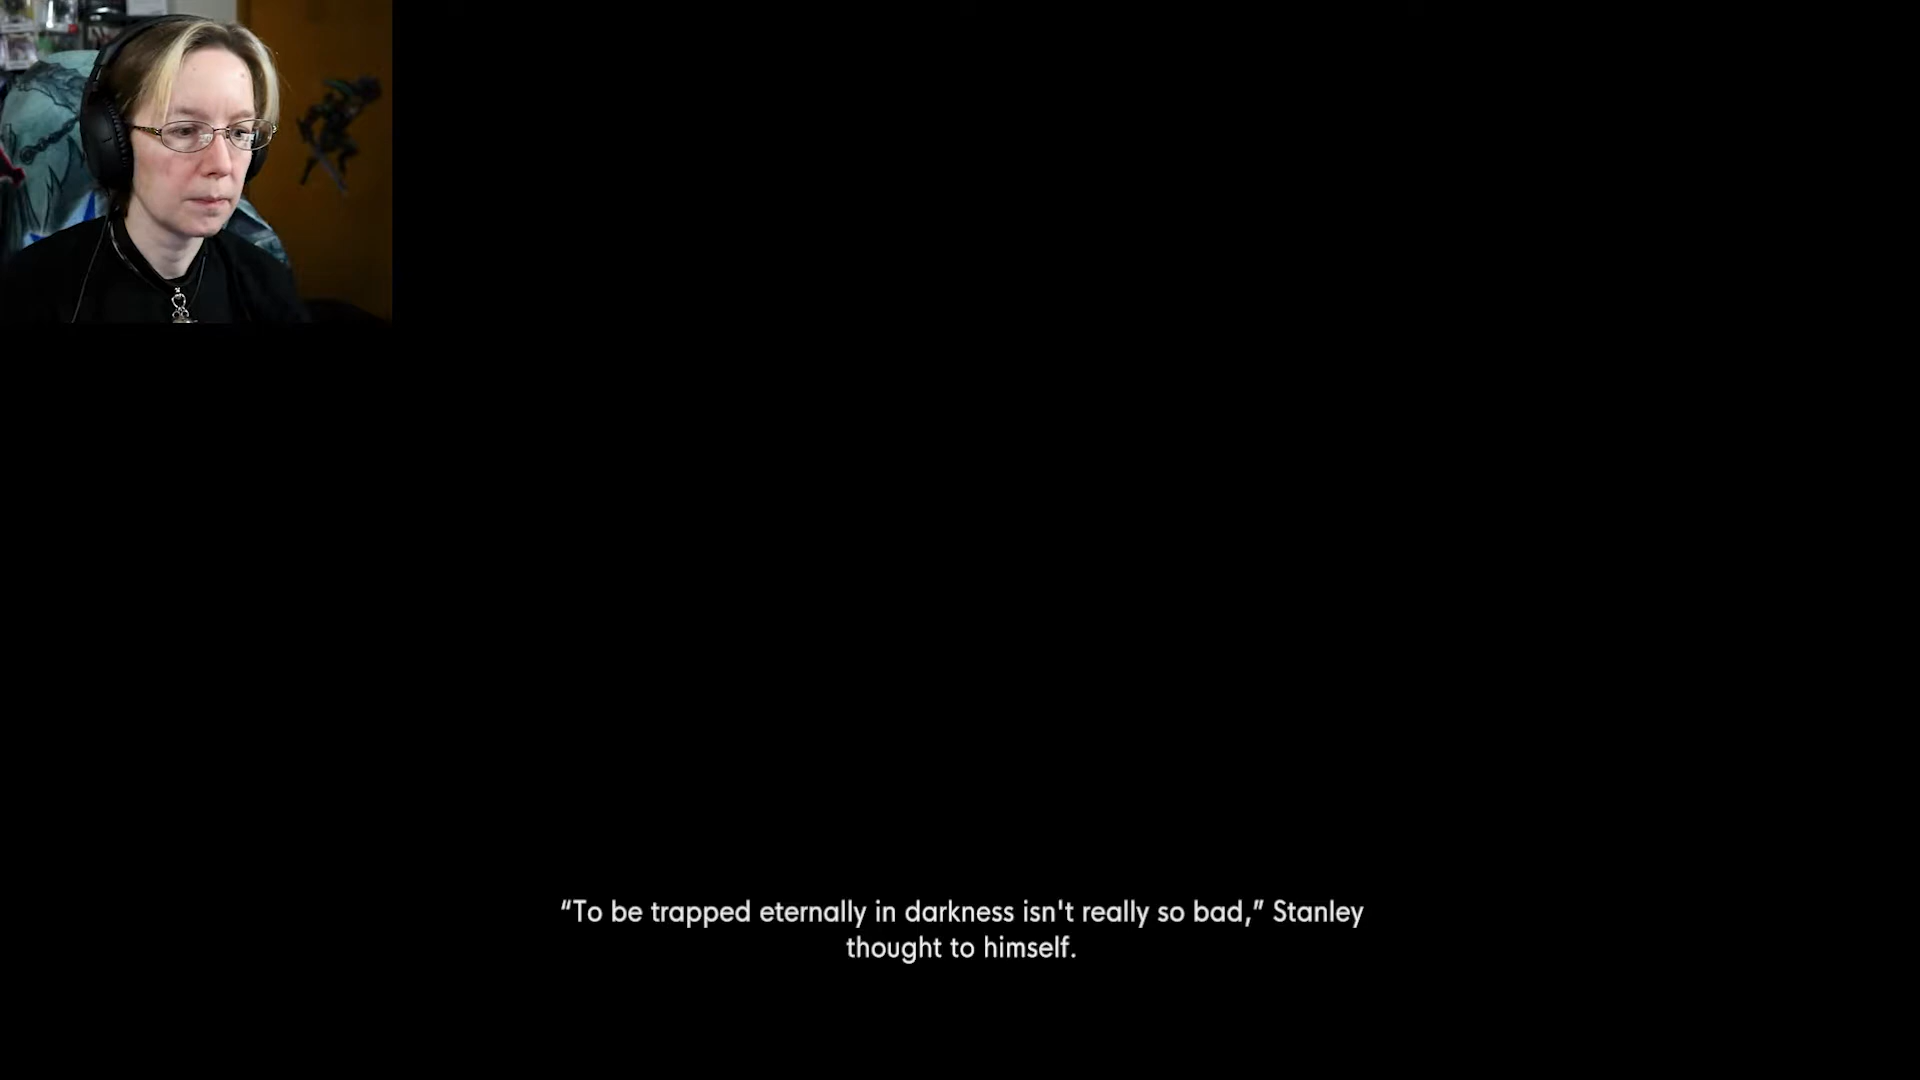 “To be trapped eternally in darkness isn't really so bad,” Stanley
thought to himself.